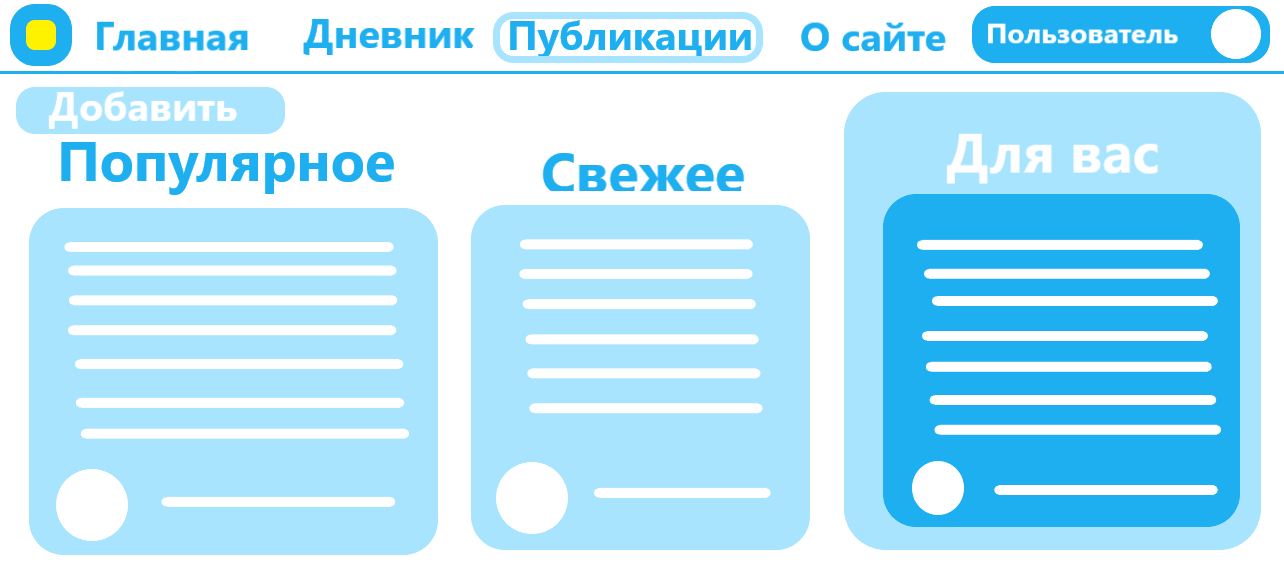 Главная Дневник Публикации О сайте Пользователь
Добавить
Популярное
Свежее
Для вас